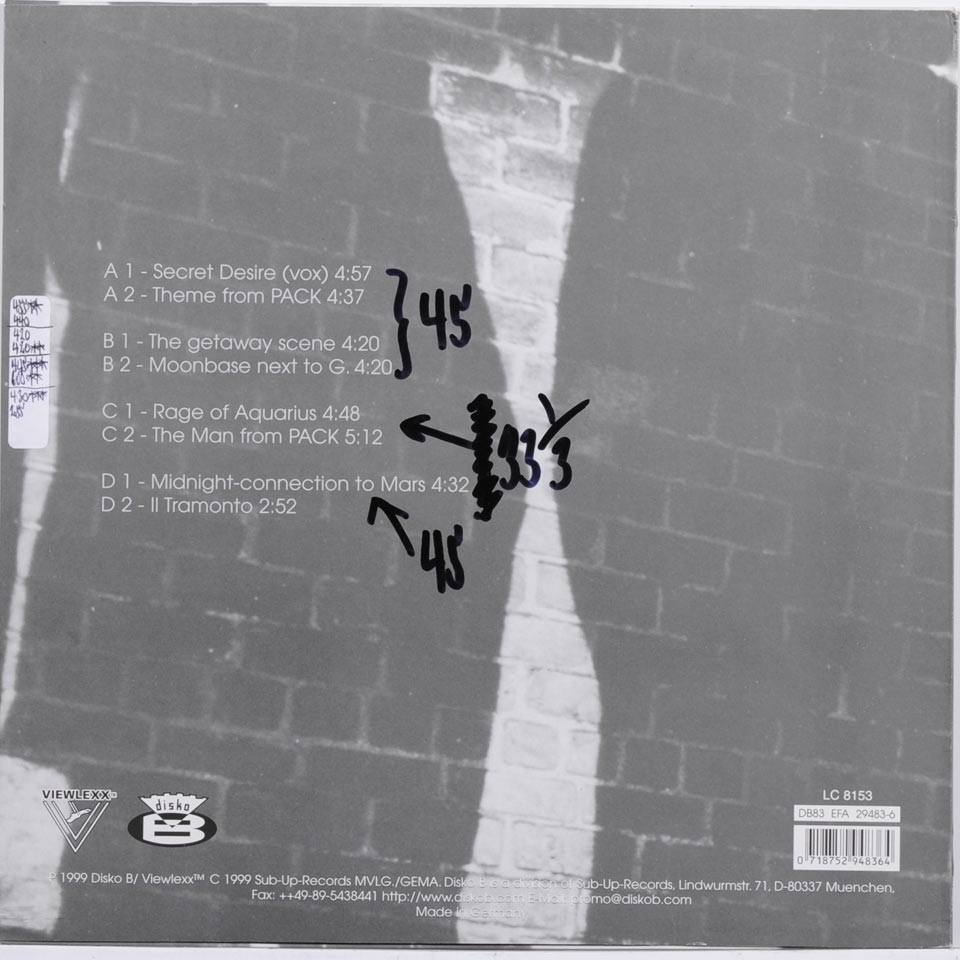 A 1 - Secret Desire (vox) 4:57
A 2 - Theme from PACK 4:37
45
B 1 - The getaway scene 4:20
B 2 - Moonbase next to G. 4:20
C 1 - Rage of Aquarius 4:48
C 2 - The Man from PACK 5:12
33 1/3
D 1 - Midnight-connection to Mars 4:32
D 2 - Il Tramonto 2:52
45
440
420
420
430
VIEWLEXX™
disko
B
LC 8153
DB83 EFA 29483-6
0 718752 948364
P 1999 Disko B/ Viewlexx™ C 1999 Sub-Up-Records MVLG./GEMA. Disko B is a division of Sub-Up-Records, Lindwurmstr. 71, D-80337 Muenchen,
Fax: ++49-89-5438441 http://www.diskob.com E-Mail: promo@diskob.com
Made in Germany